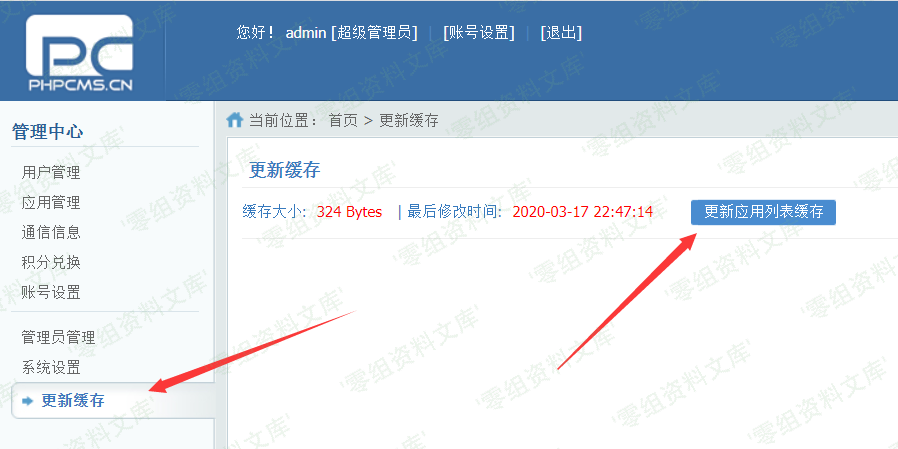 PC
PHPCMS.CN
您好！ admin [超级管理员] | [账号设置] | [退出]
管理中心
用户管理
应用管理
通信信息
积分兑换
账号设置
管理员管理
系统设置
更新缓存
当前位置： 首页 > 更新缓存
更新缓存
缓存大小: 324 Bytes | 最后修改时间: 2020-03-17 22:47:14 更新应用列表缓存
'零组资料文库'